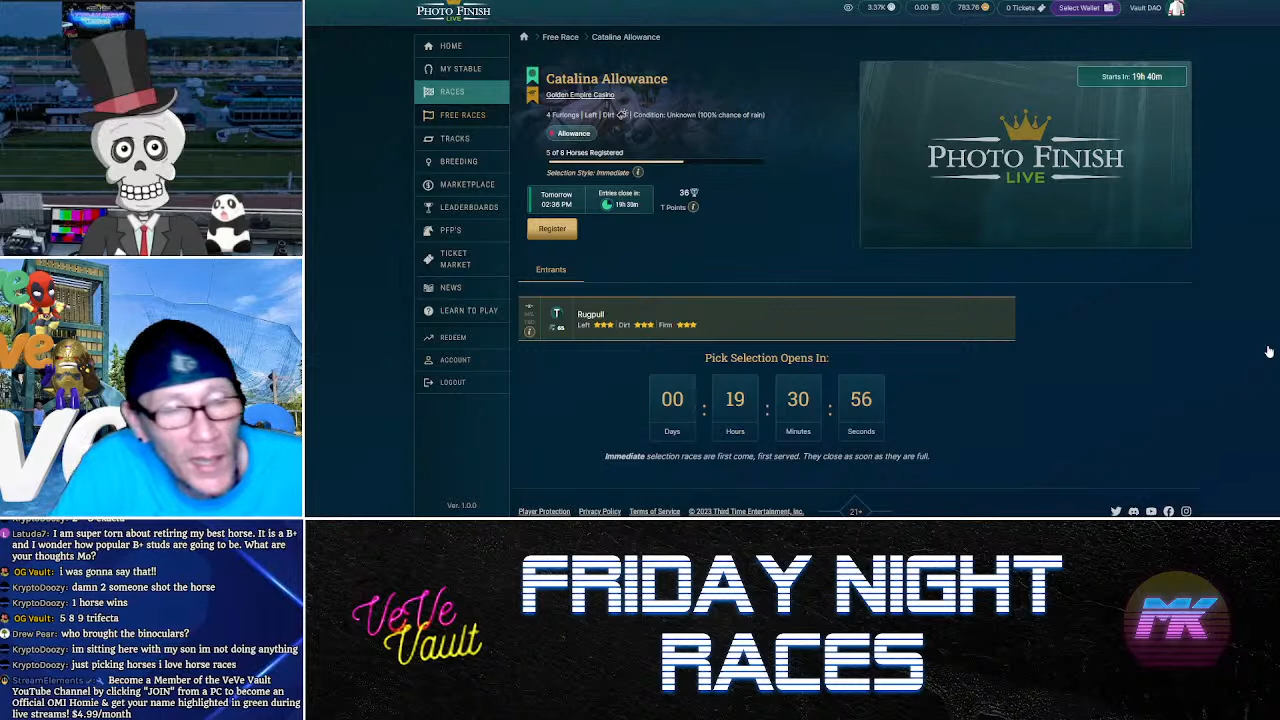 PHOTO FINISH
LIVE
3.37K
0.00
783.76
0 Tickets
Select Wallet
Vault DAO
HOME
MY STABLE
RACES
FREE RACES
TRACKS
BREEDING
MARKETPLACE
LEADERBOARDS
PFP'S
TICKET
MARKET
NEWS
LEARN TO PLAY
REDEEM
ACCOUNT
LOGOUT
Ver. 1.0.0
Free Race
Catalina Allowance
Catalina Allowance
Golden Empire Casino
4 Furlongs | Left | Dirt | Condition: Unknown (100% chance of rain)
Allowance
5 of 8 Horses Registered
Selection Style: Immediate
Tomorrow
02:36 PM
Entries close in:
19h 30m
36
T Points
Register
Starts In: 19h 40m
PHOTO FINISH
LIVE
Entrants
T
65
Rugpull
Left Dirt Firm
Pick Selection Opens In:
00 : 19 : 30 : 56
Days Hours Minutes Seconds
Immediate selection races are first come, first served. They close as soon as they are full.
Player Protection Privacy Policy Terms of Service © 2023 Third Time Entertainment, Inc.
21+
Latuda7: I am super torn about retiring my best horse. It is a B+
and I wonder how popular B+ studs are going to be. What are
your thoughts Mo?
OG Vault: i was gonna say that!!
KryptoDoozy: damn 2 someone shot the horse
KryptoDoozy: 1 horse wins
OG Vault: 5 8 9 trifecta
Drew Pear: who brought the binoculars?
KryptoDoozy: im sitting here with my son im not doing anything
KryptoDoozy: just picking horses i love horse races
StreamElements: Become a Member of the VeVe Vault
YouTube Channel by clicking "JOIN" from a PC to become an
Official OMI Homie & get your name highlighted in green during
live streams! $4.99/month
VeVe
Vault
FRIDAY NIGHT
RACES
MK